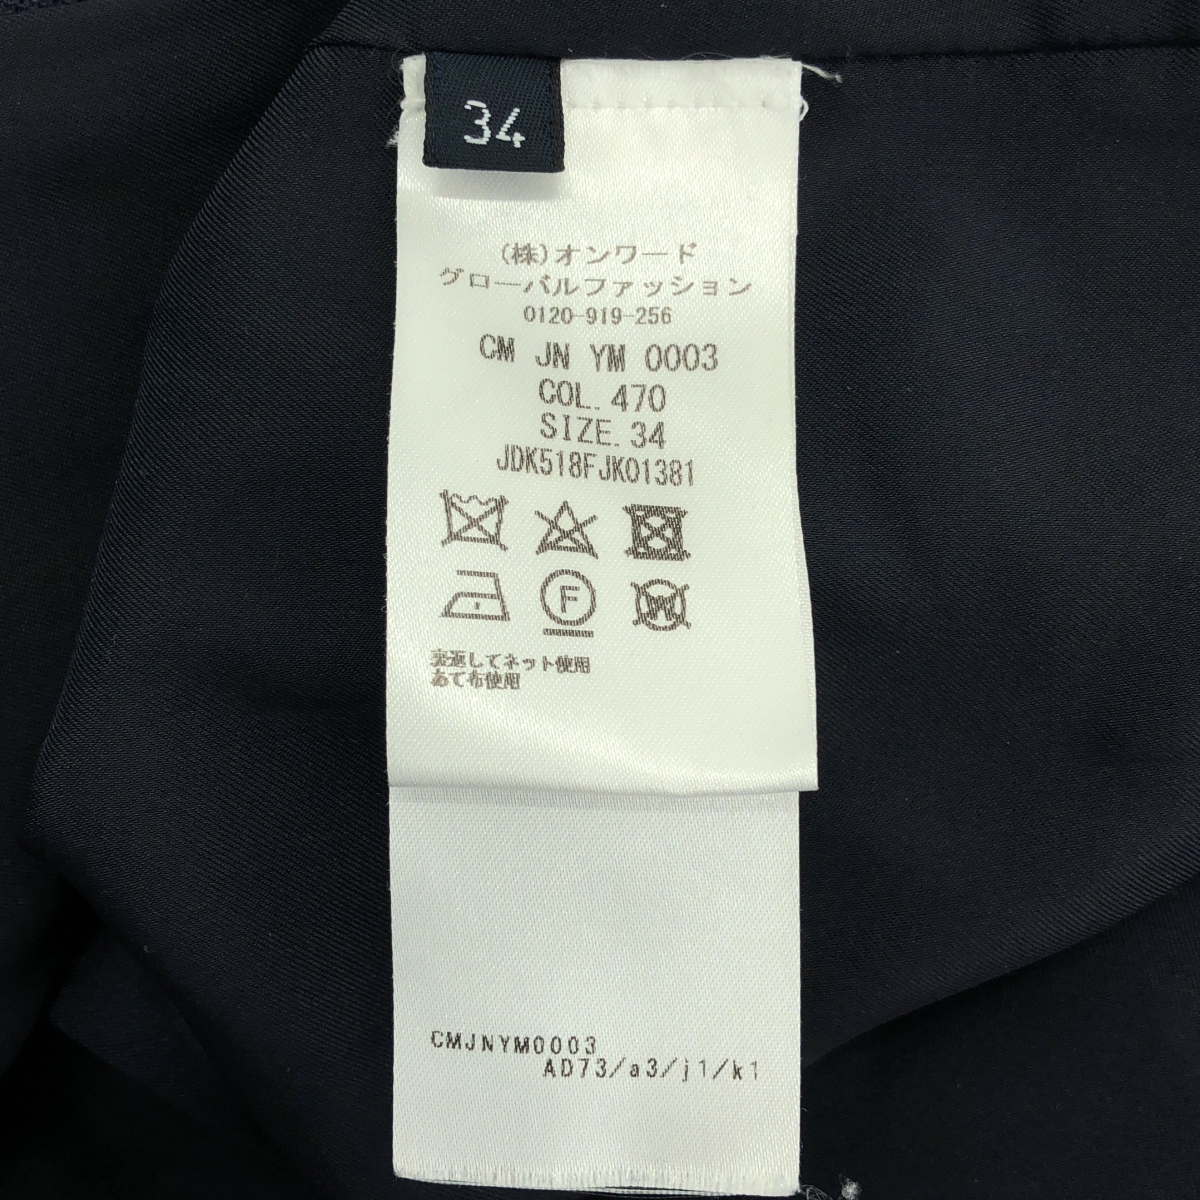 34
(株)オンワード
グローバルファッション
0120-919-256
CM JN YM 0003
COL. 470
SIZE. 34
JDK518FJK01381
F
W
裏返してネット使用
あて布使用
CMJNYM0003
AD73/a3/j1/k1